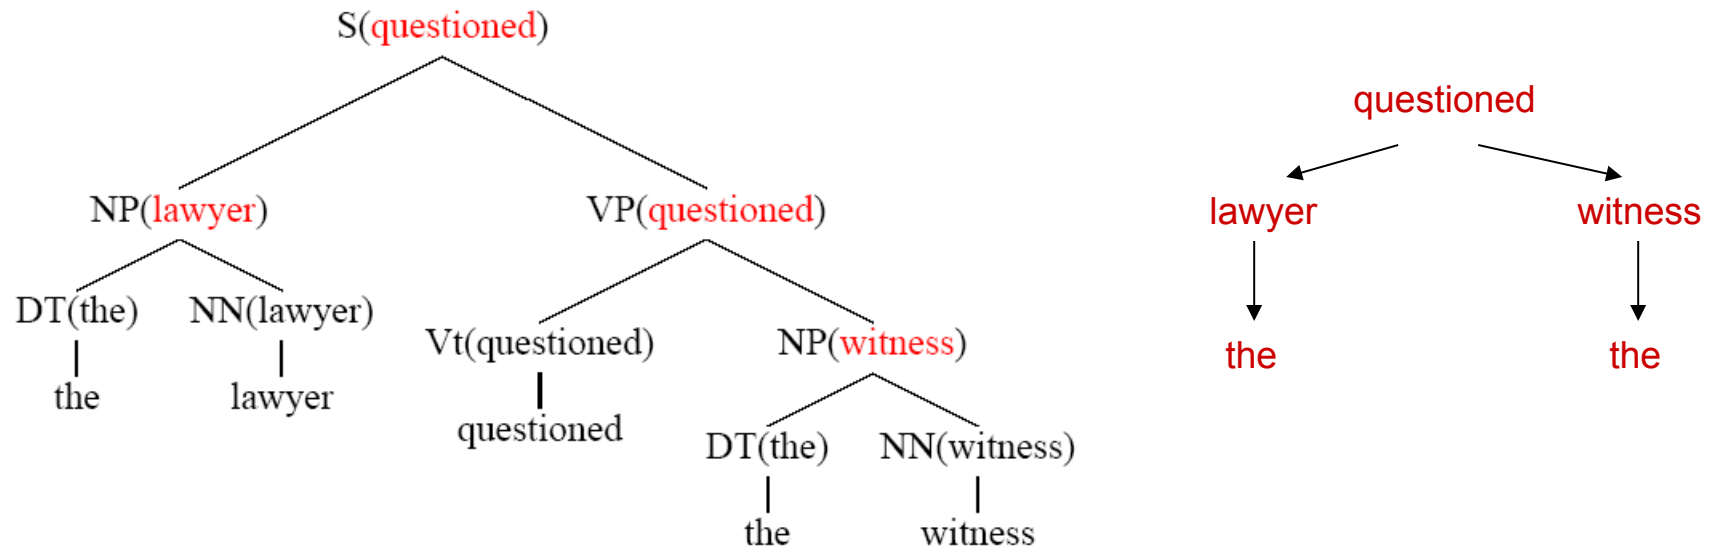 S(questioned)
NP(lawyer) VP(questioned)
DT(the) NN(lawyer) Vt(questioned) NP(witness)
the lawyer questioned DT(the) NN(witness)
the witness
questioned
lawyer witness
the the